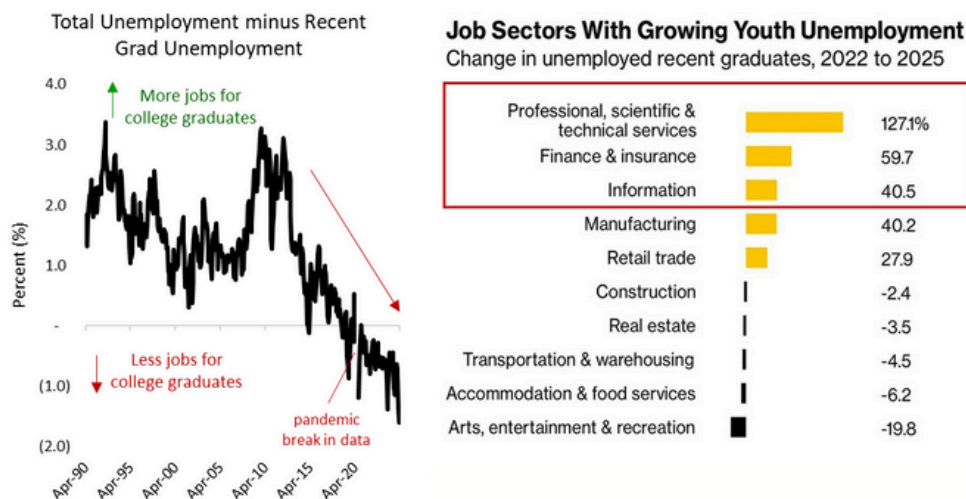 Total Unemployment minus Recent
Grad Unemployment
4.0
3.0
2.0
1.0
-
(1.0)
(2.0)
Percent (%)
More jobs for
college graduates
Less jobs for
college graduates
pandemic
break in data
Apr-90
Apr-95
Apr-00
Apr-05
Apr-10
Apr-15
Apr-20
Job Sectors With Growing Youth Unemployment
Change in unemployed recent graduates, 2022 to 2025
Professional, scientific &
technical services 127.1%
Finance & insurance 59.7
Information 40.5
Manufacturing 40.2
Retail trade 27.9
Construction -2.4
Real estate -3.5
Transportation & warehousing -4.5
Accommodation & food services -6.2
Arts, entertainment & recreation -19.8